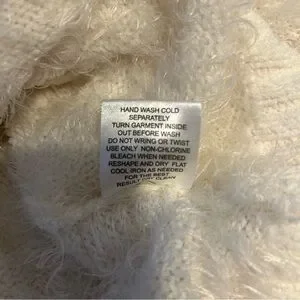 HAND WASH COLD
SEPARATELY
TURN GARMENT INSIDE
OUT BEFORE WASH
DO NOT WRING OR TWIST
USE ONLY NON-CHLORINE
BLEACH WHEN NEEDED
RESHAPE AND DRY FLAT
COOL IRON AS NEEDED
FOR THE BEST
RESULT DRY CLEAN